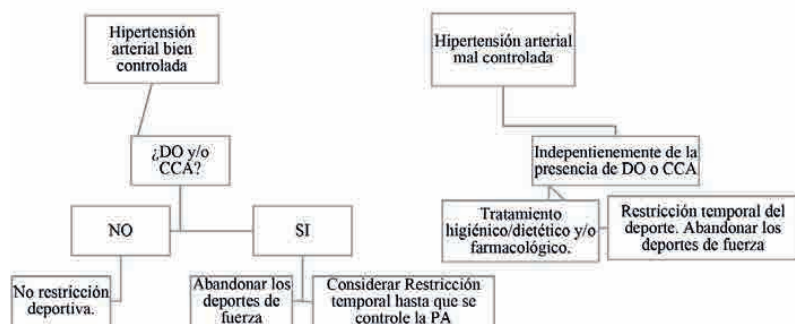 Hipertensión
arterial bien
controlada
¿DO y/o
CCA?
NO
SI
No restricción
deportiva.
Abandonar los
deportes de
fuerza
Considerar Restricción
temporal hasta que se
controle la PA
Hipertensión arterial
mal controlada
Indepentienemente de la
presencia de DO o CCA
Tratamiento
higiénico/dietético y/o
farmacológico.
Restricción temporal del
deporte. Abandonar los
deportes de fuerza